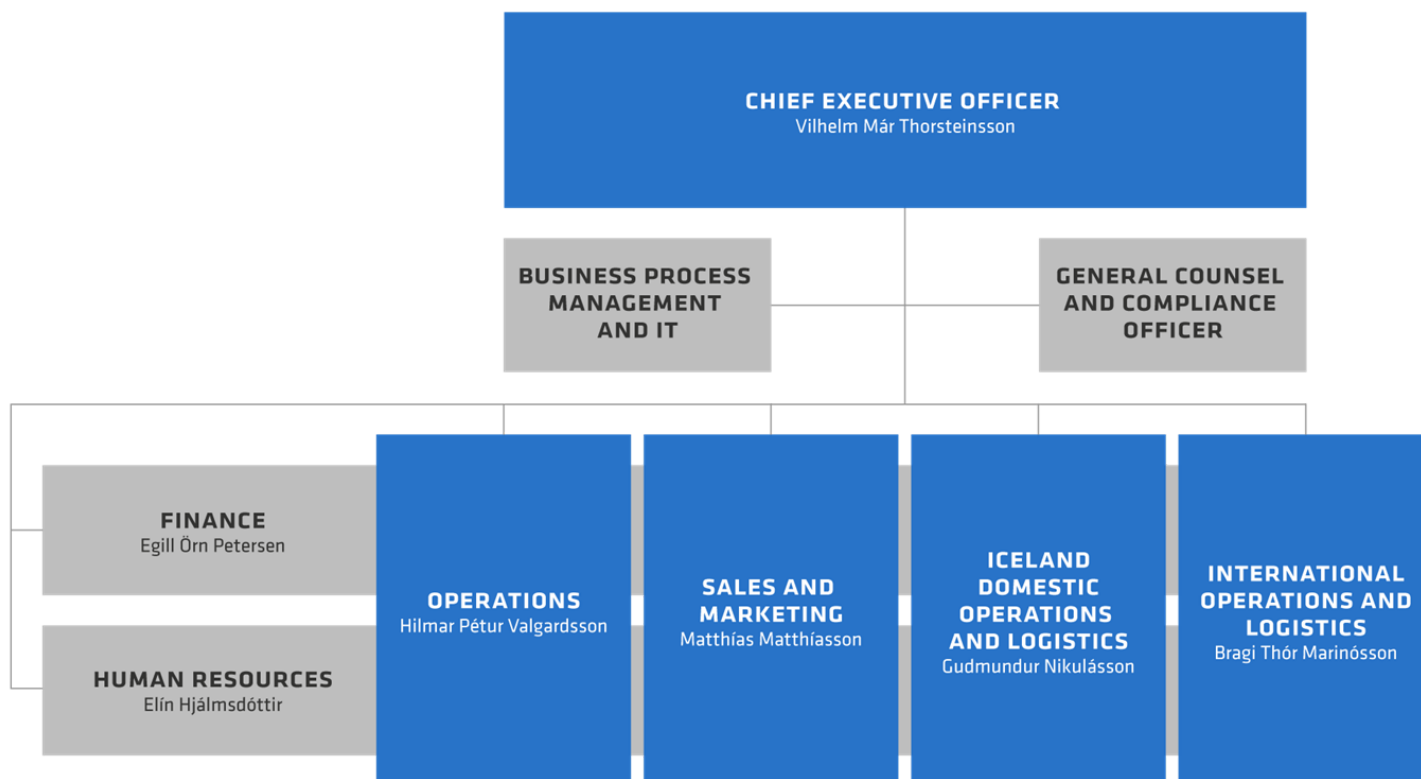 CHIEF EXECUTIVE OFFICER
Vilhelm Már Thorsteinsson
BUSINESS PROCESS
MANAGEMENT
AND IT
GENERAL COUNSEL
AND COMPLIANCE
OFFICER
FINANCE
Egill Örn Petersen
HUMAN RESOURCES
Elín Hjálmsdóttir
OPERATIONS
Hilmar Pétur Valgardsson
SALES AND
MARKETING
Matthías Matthíasson
ICELAND
DOMESTIC
OPERATIONS
AND LOGISTICS
Gudmundur Nikulásson
INTERNATIONAL
OPERATIONS AND
LOGISTICS
Bragi Thór Marinósson